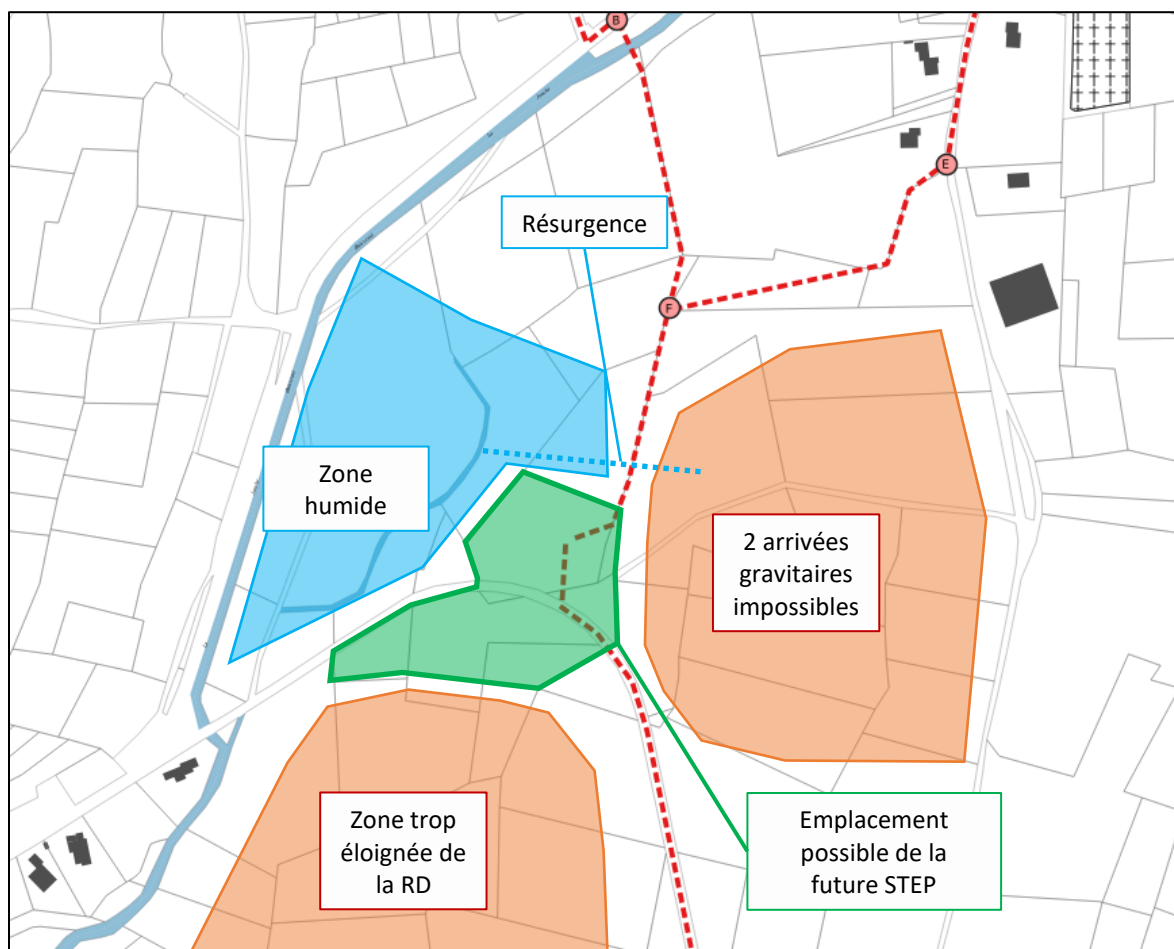 B
E
Résurgence
F
Zone
humide
2 arrivées
gravitaires
impossibles
Zone trop
éloignée de
la RD
Emplacement
possible de la
future STEP